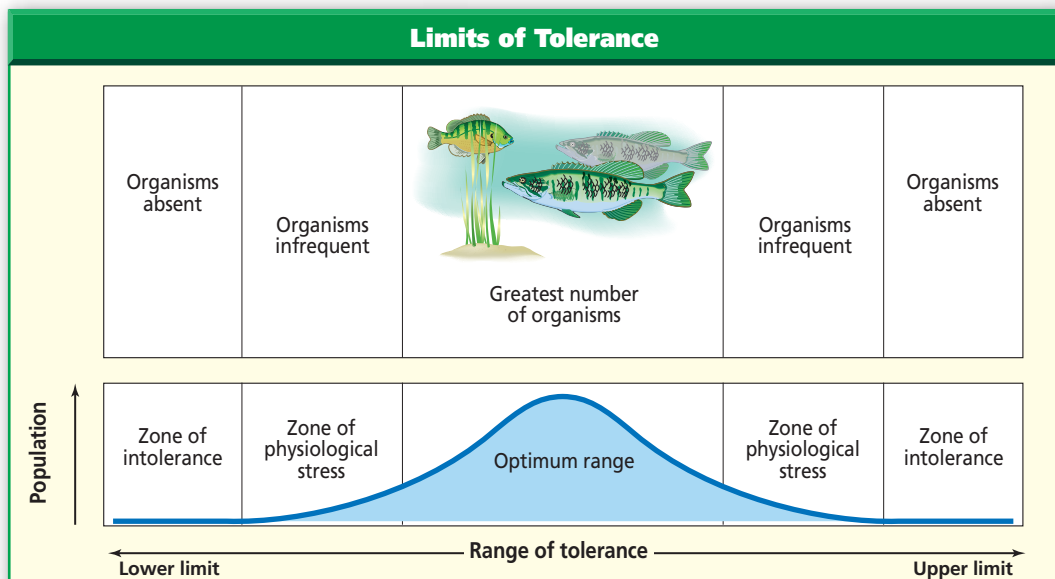 Limits of Tolerance
Organisms
absent
Organisms
infrequent
Greatest number
of organisms
Organisms
infrequent
Organisms
absent
Population
Zone of
intolerance
Zone of
physiological
stress
Optimum range
Zone of
physiological
stress
Zone of
intolerance
Range of tolerance
Lower limit
Upper limit